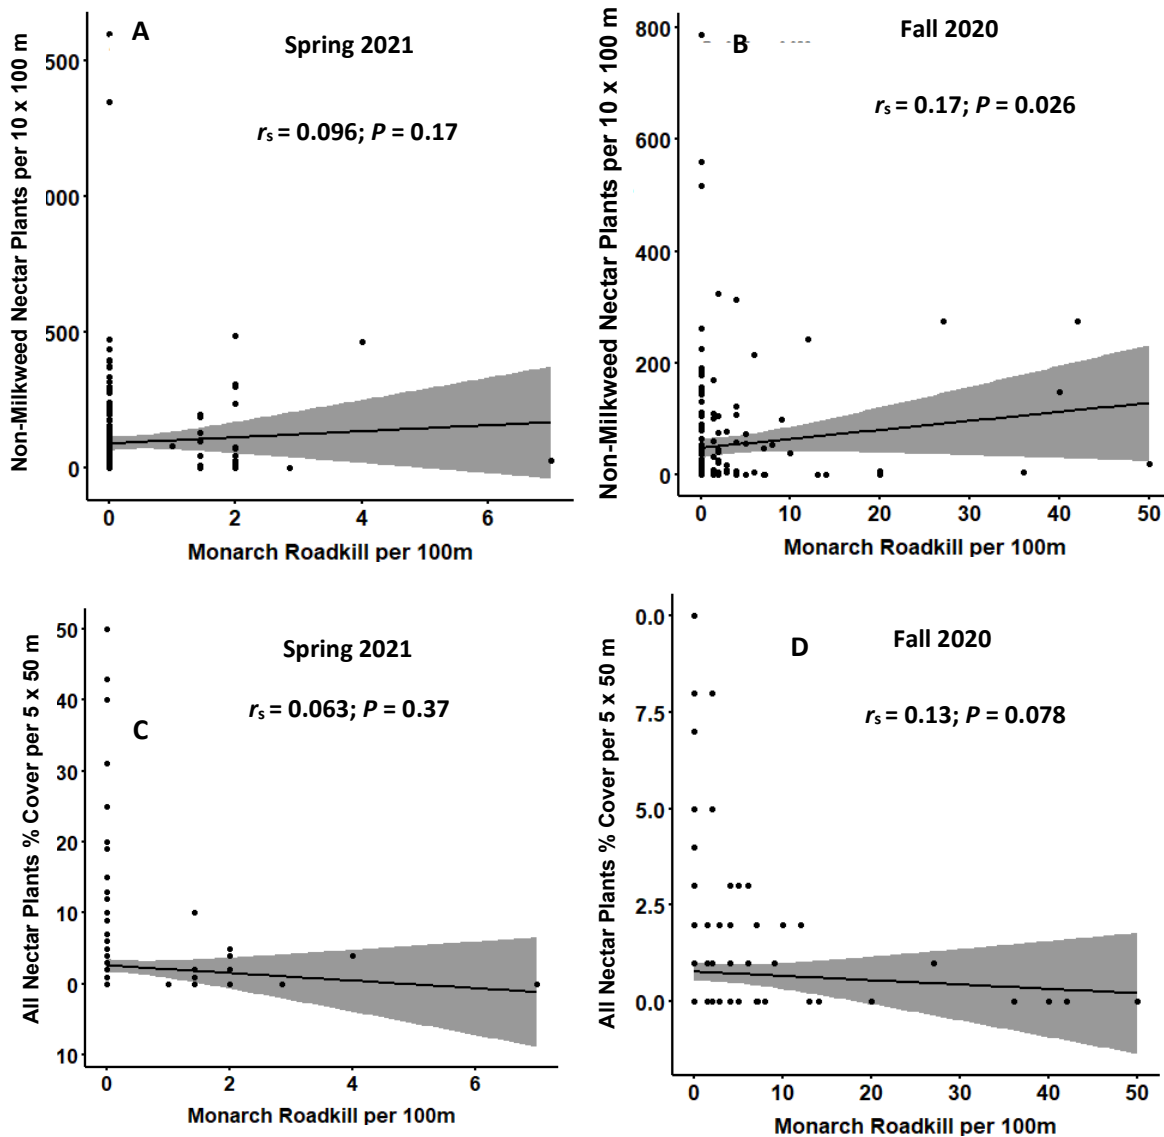 A
Spring 2021
rs = 0.096; P = 0.17
Non-Milkweed Nectar Plants per 10 x 100 m
500
000
500
0
0 2 4 6
Monarch Roadkill per 100m
B
Fall 2020
rs = 0.17; P = 0.026
Non-Milkweed Nectar Plants per 10 x 100 m
800
600
400
200
0
0 10 20 30 40 50
Monarch Roadkill per 100m
C
Spring 2021
rs = 0.063; P = 0.37
All Nectar Plants % Cover per 5 x 50 m
50
40
30
20
10
0
10
0 2 4 6
Monarch Roadkill per 100m
D
Fall 2020
rs = 0.13; P = 0.078
All Nectar Plants % Cover per 5 x 50 m
0.0
7.5
5.0
2.5
0.0
0 10 20 30 40 50
Monarch Roadkill per 100m